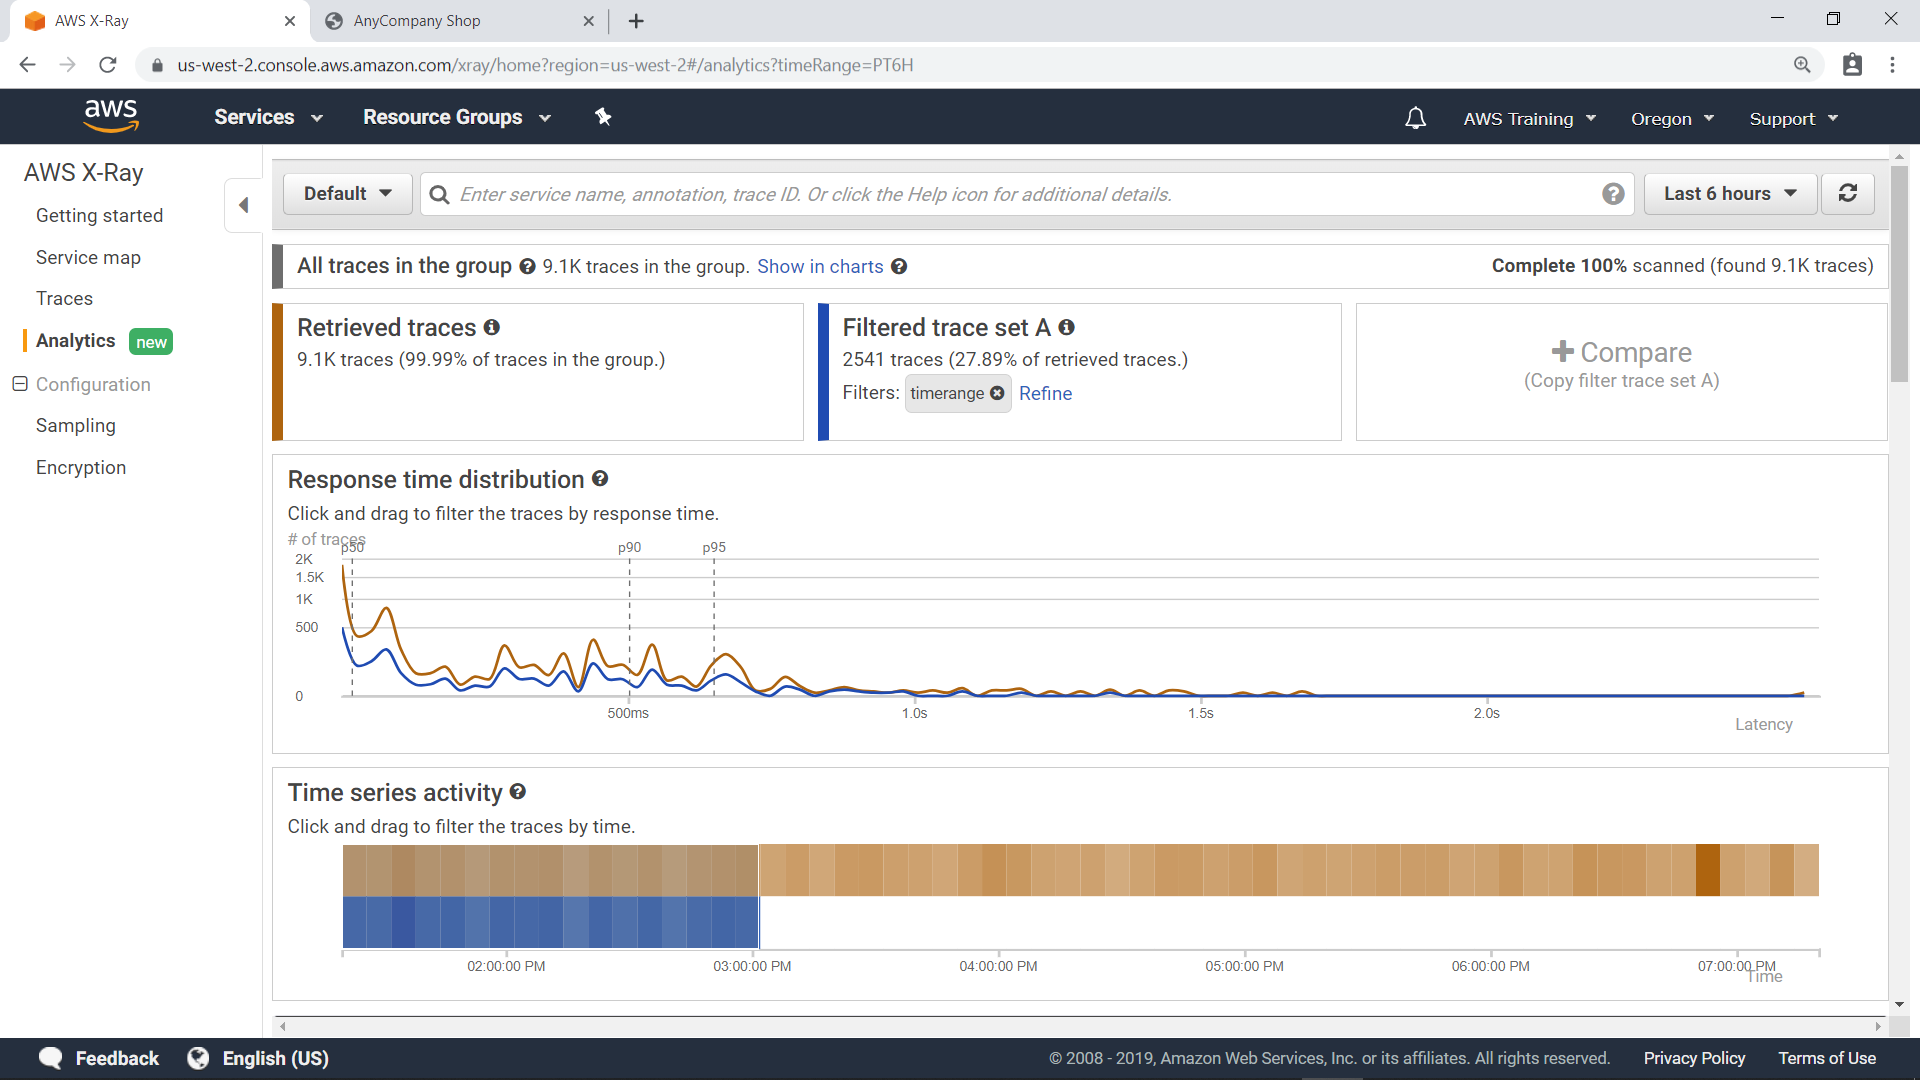 AWS X-Ray
AnyCompany Shop
us-west-2.console.aws.amazon.com/xray/home?region=us-west-2#/analytics?timeRange=PT6H
aws
Services
Resource Groups
AWS Training
Oregon
Support
AWS X-Ray
Getting started
Service map
Traces
Analytics new
Configuration
Sampling
Encryption
Default
Enter service name, annotation, trace ID. Or click the Help icon for additional details.
Last 6 hours
All traces in the group 9.1K traces in the group. Show in charts
Complete 100% scanned (found 9.1K traces)
Retrieved traces
9.1K traces (99.99% of traces in the group.)
Filtered trace set A
2541 traces (27.89% of retrieved traces.)
Filters: timerange Refine
Compare
(Copy filter trace set A)
Response time distribution
Click and drag to filter the traces by response time.
# of traces
p50 p90 p95
2K
1.5K
1K
500
0
500ms 1.0s 1.5s 2.0s
Latency
Time series activity
Click and drag to filter the traces by time.
02:00:00 PM 03:00:00 PM 04:00:00 PM 05:00:00 PM 06:00:00 PM 07:00:00 PM
Time
Feedback
English (US)
© 2008 - 2019, Amazon Web Services, Inc. or its affiliates. All rights reserved.
Privacy Policy
Terms of Use